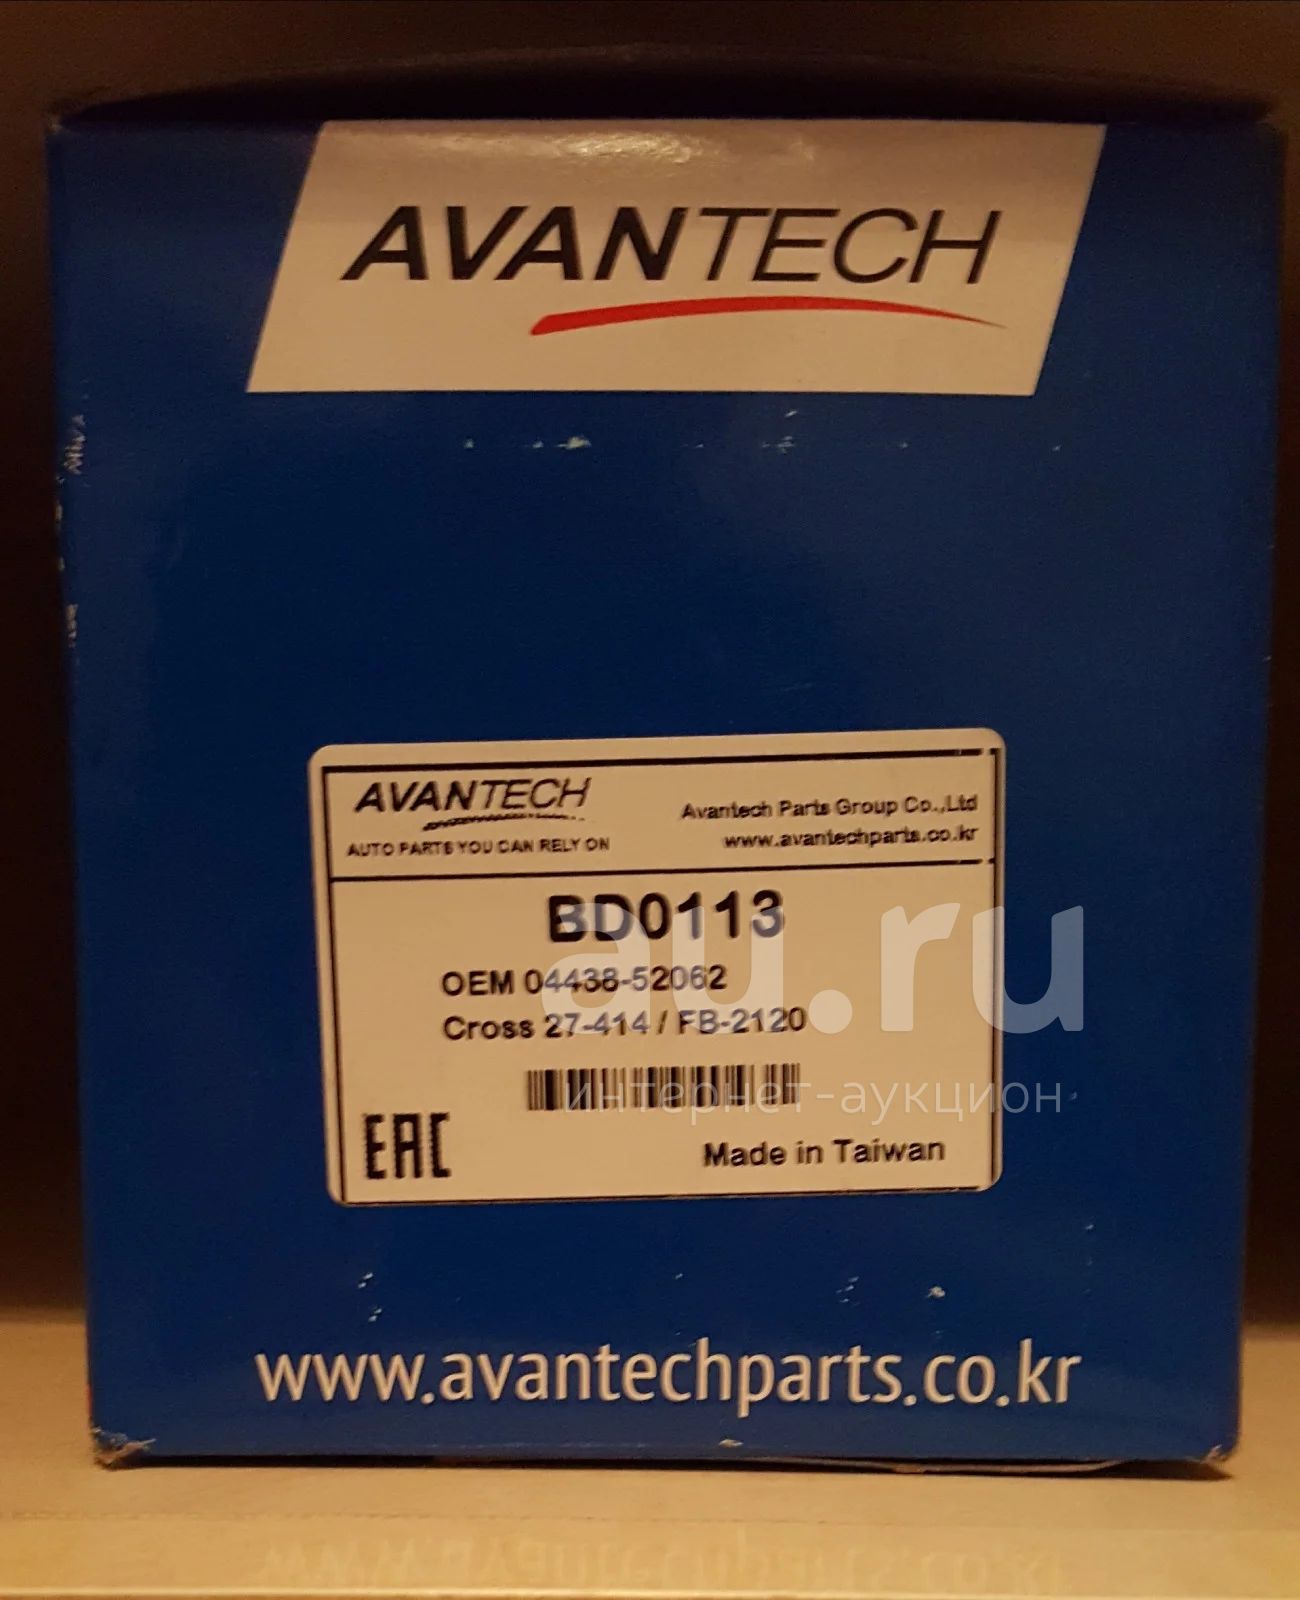 AVANTECH
AVANTECH
AUTO PARTS YOU CAN RELY ON
Avantech Parts Group Co.,Ltd
www.avantechparts.co.kr
BD0113
OEM 04438-52062
Cross 27-414 / FB-2120
EAC
Made in Taiwan
au.ru
интернет-аукцион
www.avantechparts.co.kr